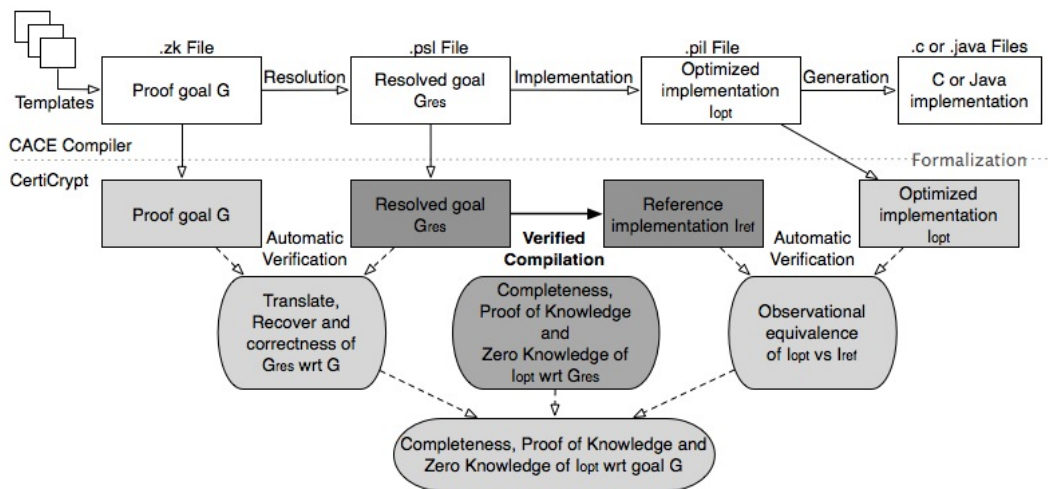 .zk File
.psl File
.pil File
.c or .java Files
Templates
Proof goal G
Resolution
Resolved goal
Gres
Implementation
Optimized
implementation
Iopt
Generation
C or Java
implementation
CACE Compiler
Formalization
CertiCrypt
Proof goal G
Resolved goal
Gres
Reference
implementation Iref
Optimized
implementation
Iopt
Automatic
Verification
Verified
Compilation
Automatic
Verification
Translate,
Recover and
correctness of
Gres wrt G
Completeness,
Proof of Knowledge
and
Zero Knowledge of
Iopt wrt Gres
Observational
equivalence
of Iopt vs Iref
Completeness, Proof of Knowledge and
Zero Knowledge of Iopt wrt goal G